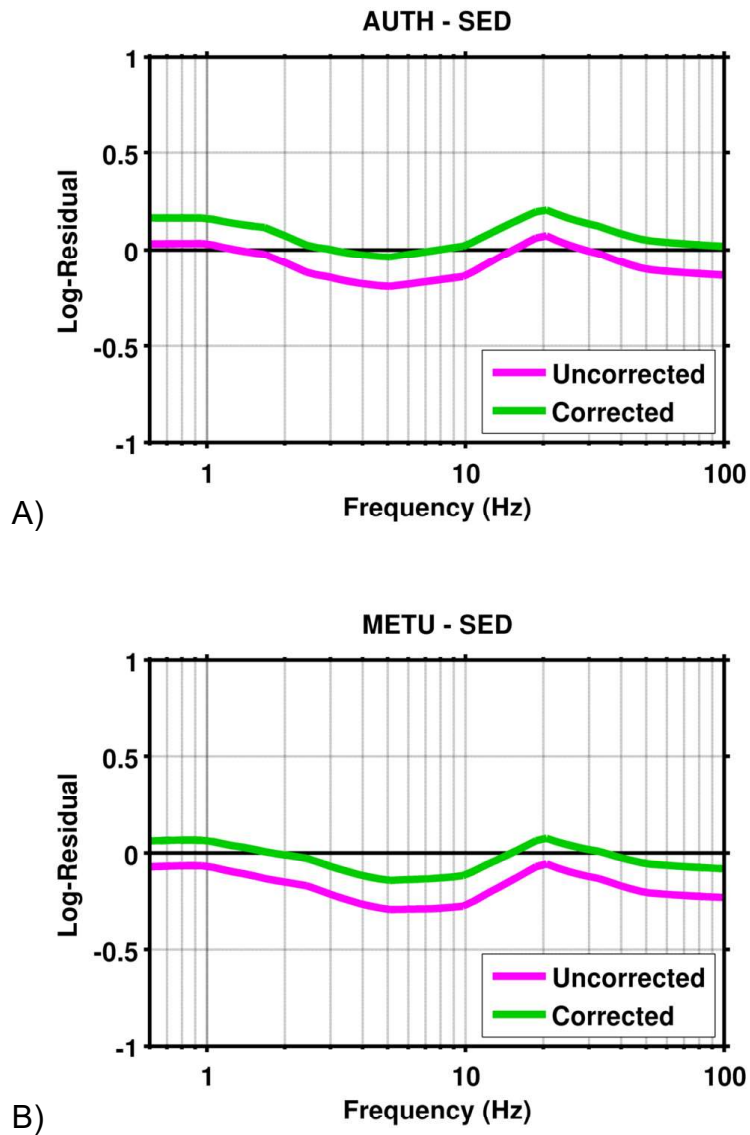 AUTH - SED
1
0.5
0
-0.5
-1
Log-Residual
Uncorrected
Corrected
1 10 100
Frequency (Hz)
A)
METU - SED
1
0.5
0
-0.5
-1
Log-Residual
Uncorrected
Corrected
1 10 100
Frequency (Hz)
B)